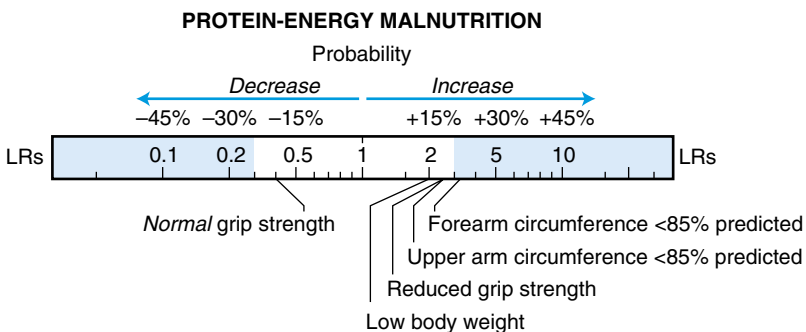 PROTEIN-ENERGY MALNUTRITION
Probability
Decrease Increase
–45% –30% –15% +15% +30% +45%
LRs 0.1 0.2 0.5 1 2 5 10 LRs
Normal grip strength
Forearm circumference <85% predicted
Upper arm circumference <85% predicted
Reduced grip strength
Low body weight